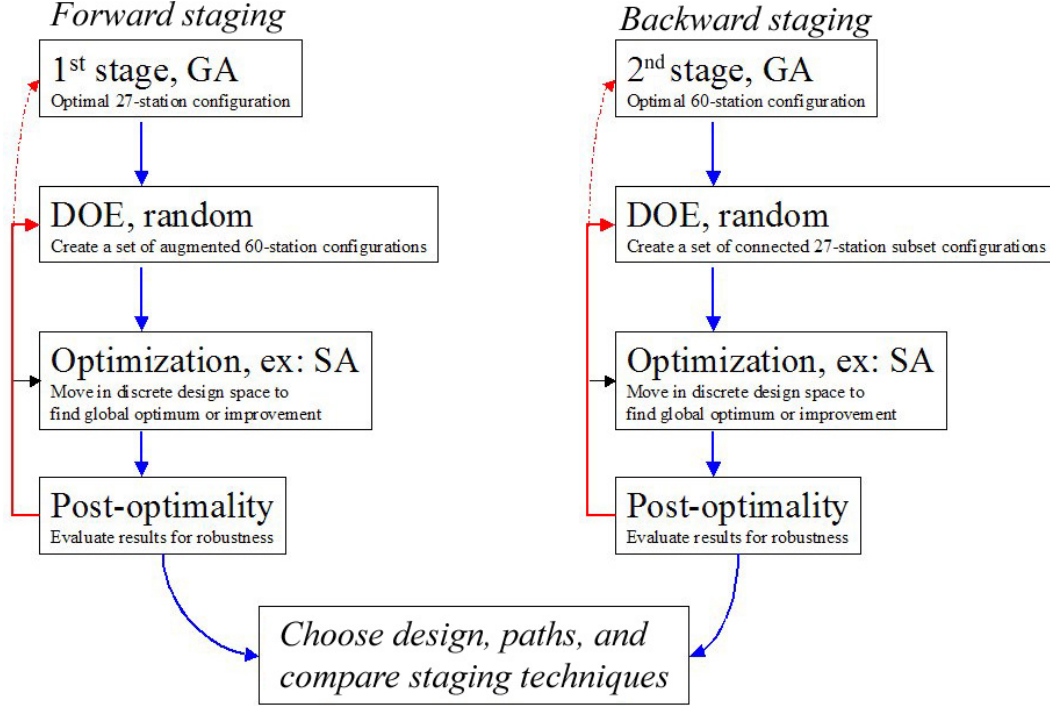 Forward staging
1st stage, GA
Optimal 27-station configuration
DOE, random
Create a set of augmented 60-station configurations
Optimization, ex: SA
Move in discrete design space to
find global optimum or improvement
Post-optimality
Evaluate results for robustness
Backward staging
2nd stage, GA
Optimal 60-station configuration
DOE, random
Create a set of connected 27-station subset configurations
Optimization, ex: SA
Move in discrete design space to
find global optimum or improvement
Post-optimality
Evaluate results for robustness
Choose design, paths, and
compare staging techniques